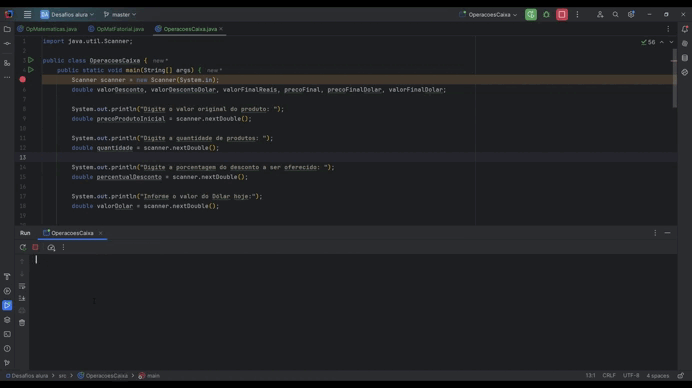 DA Desafios alura master OperacoesCaixa
OpMatematicas.java OpMatFatorial.java OperacoesCaixa.java
1 import java.util.Scanner; 56
2
3 public class OperacoesCaixa { new *
4 public static void main(String[] args) { new *
Scanner scanner = new Scanner(System.in);
6 double valorDesconto, valorDescontoDolar, valorFinalReais, precoFinal, precoFinalDolar, valorFinalDolar;
7
8 System.out.println("Digite o valor original do produto: ");
9 double precoProdutoInicial = scanner.nextDouble();
10
11 System.out.println("Digite a quantidade de produtos: ");
12 double quantidade = scanner.nextDouble();
13
14 System.out.println("Digite a porcentagem do desconto a ser oferecido: ");
15 double percentualDesconto = scanner.nextDouble();
16
17 System.out.println("Informe o valor do Dólar hoje:");
18 double valorDolar = scanner.nextDouble();
19
Run OperacoesCaixa
Desafios alura > src > OperacoesCaixa > main 13:1 CRLF UTF-8 4 spaces